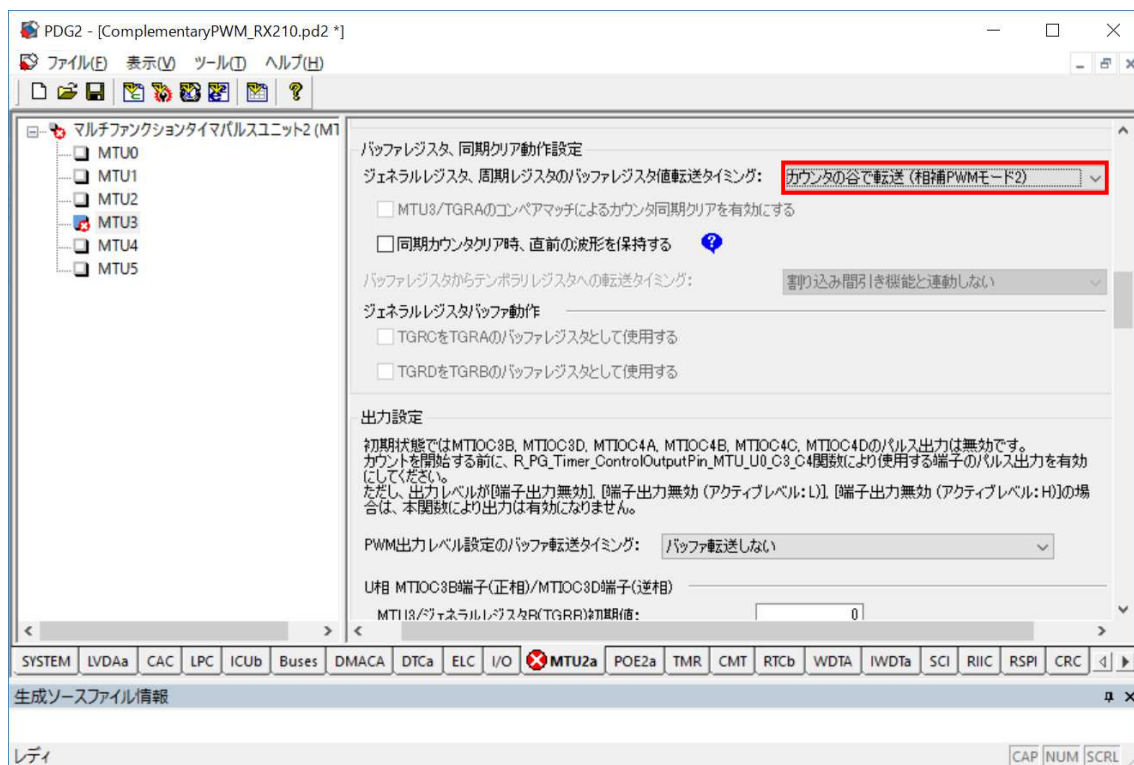 PDG2 - [ComplementaryPWM_RX210.pd2 *]
ファイル(F) 表示(V) ツール(T) ヘルプ(H)
マルチファンクションタイマパルスユニット2 (MT
MTU0
MTU1
MTU2
MTU3
MTU4
MTU5
バッファレジスタ、同期クリア動作設定
ジェネラルレジスタ、周期レジスタのバッファレジスタ値転送タイミング: カウンタの谷で転送 (相補PWMモード2)
MTU3/TGRAのコンペアマッチによるカウンタ同期クリアを有効にする
同期カウンタクリア時、直前の波形を保持する
バッファレジスタからテンポラリレジスタへの転送タイミング: 割り込み間引き機能と連動しない
ジェネラルレジスタバッファ動作
TGRCをTGRAのバッファレジスタとして使用する
TGRDをTGRBのバッファレジスタとして使用する
出力設定
初期状態ではMTIOC3B, MTIOC3D, MTIOC4A, MTIOC4B, MTIOC4C, MTIOC4Dのパルス出力は無効です。
カウントを開始する前に、R_PG_Timer_ControlOutputPin_MTU_U0_C3_C4関数により使用する端子のパルス出力を有効
にしてください。
ただし、出力レベルが[端子出力無効], [端子出力無効 (アクティブレベル:L)], [端子出力無効 (アクティブレベル:H)]の場
合は、本関数により出力は有効になりません。
PWM出力レベル設定のバッファ転送タイミング: バッファ転送しない
U相 MTIOC3B端子(正相)/MTIOC3D端子(逆相)
MTU3/ジェネラルレジスタB(TGRB)初期値: 0
SYSTEM LVDAa CAC LPC ICUb Buses DMACA DTCa ELC I/O MTU2a POE2a TMR CMT RTCb WDTA IWDTa SCI RIIC RSPI CRC
生成ソースファイル情報
レディ CAP NUM SCRL